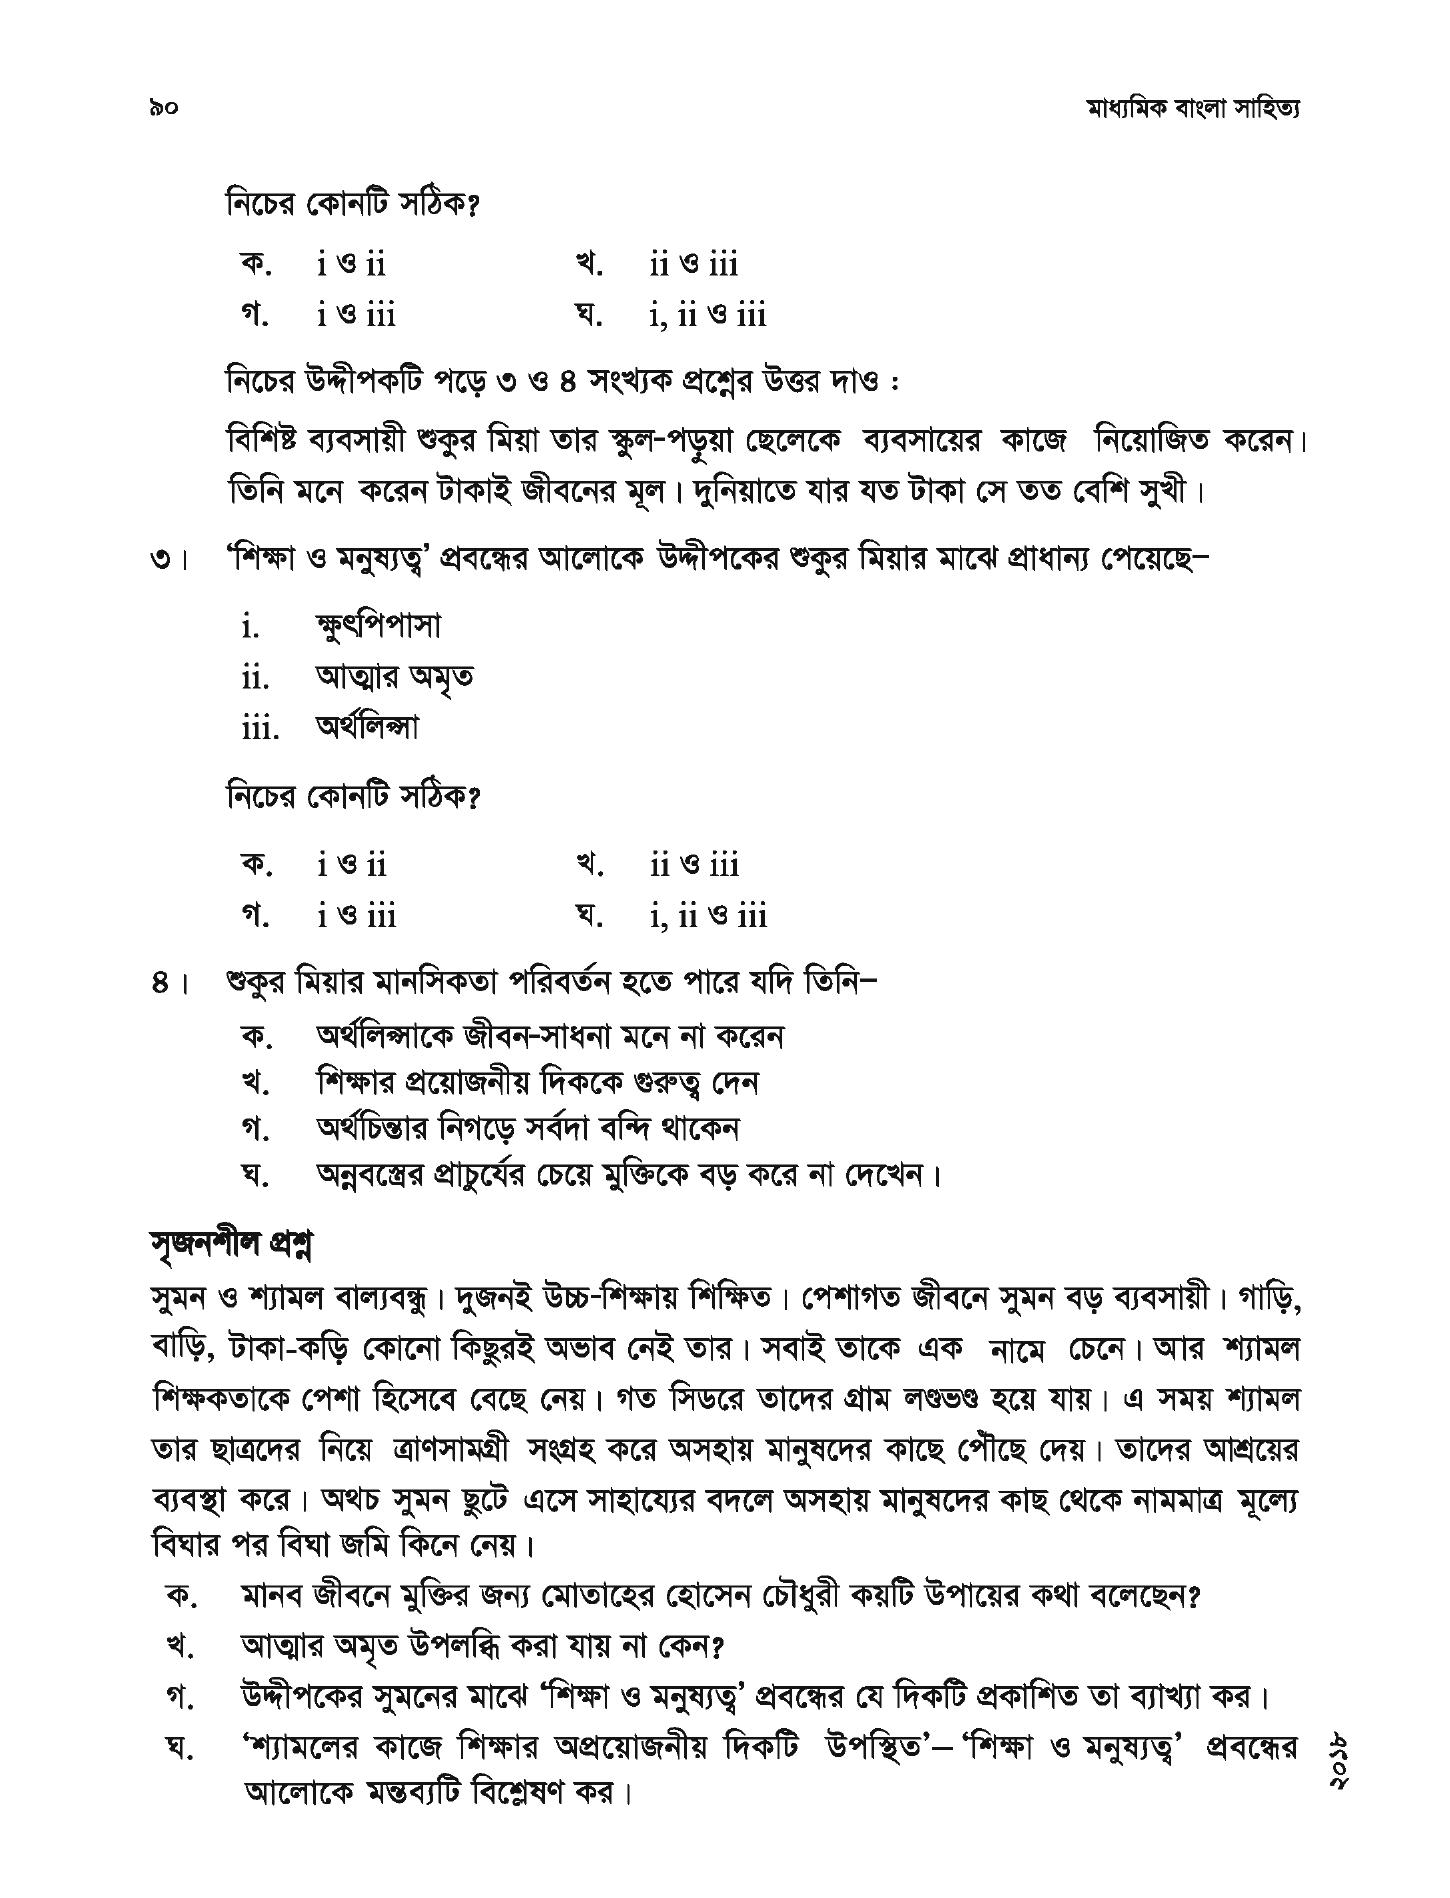 ৯০ মাধ্যমিক বাংলা সাহিত্য
নিচের কোনটি সঠিক?
ক. i ও ii খ. ii ও iii
গ. i ও iii ঘ. i, ii ও iii
নিচের উদ্দীপকটি পড়ে ৩ ও ৪ সংখ্যক প্রশ্নের উত্তর দাও :
বিশিষ্ট ব্যবসায়ী শুকুর মিয়া তার স্কুল-পড়ুয়া ছেলেকে ব্যবসায়ের কাজে নিয়োজিত করেন।
তিনি মনে করেন টাকাই জীবনের মূল। দুনিয়াতে যার যত টাকা সে তত বেশি সুখী।
৩। ‘শিক্ষা ও মনুষ্যত্ব’ প্রবন্ধের আলোকে উদ্দীপকের শুকুর মিয়ার মাঝে প্রাধান্য পেয়েছে–
i. ক্ষুৎপিপাসা
ii. আত্মার অমৃত
iii. অর্থলিপ্সা
নিচের কোনটি সঠিক?
ক. i ও ii খ. ii ও iii
গ. i ও iii ঘ. i, ii ও iii
৪। শুকুর মিয়ার মানসিকতা পরিবর্তন হতে পারে যদি তিনি–
ক. অর্থলিপ্সাকে জীবন-সাধনা মনে না করেন
খ. শিক্ষার প্রয়োজনীয় দিককে গুরুত্ব দেন
গ. অর্থচিন্তার নিগড়ে সর্বদা বন্দি থাকেন
ঘ. অন্নবস্ত্রের প্রাচুর্যের চেয়ে মুক্তিকে বড় করে না দেখেন।
সৃজনশীল প্রশ্ন
সুমন ও শ্যামল বাল্যবন্ধু। দুজনই উচ্চ-শিক্ষায় শিক্ষিত। পেশাগত জীবনে সুমন বড় ব্যবসায়ী। গাড়ি,
বাড়ি, টাকা-কড়ি কোনো কিছুরই অভাব নেই তার। সবাই তাকে এক নামে চেনে। আর শ্যামল
শিক্ষকতাকে পেশা হিসেবে বেছে নেয়। গত সিডরে তাদের গ্রাম লণ্ডভণ্ড হয়ে যায়। এ সময় শ্যামল
তার ছাত্রদের নিয়ে ত্রাণসামগ্রী সংগ্রহ করে অসহায় মানুষদের কাছে পৌঁছে দেয়। তাদের আশ্রয়ের
ব্যবস্থা করে। অথচ সুমন ছুটে এসে সাহায্যের বদলে অসহায় মানুষদের কাছ থেকে নামমাত্র মূল্যে
বিঘার পর বিঘা জমি কিনে নেয়।
ক. মানব জীবনে মুক্তির জন্য মোতাহের হোসেন চৌধুরী কয়টি উপায়ের কথা বলেছেন?
খ. আত্মার অমৃত উপলব্ধি করা যায় না কেন?
গ. উদ্দীপকের সুমনের মাঝে ‘শিক্ষা ও মনুষ্যত্ব’ প্রবন্ধের যে দিকটি প্রকাশিত তা ব্যাখ্যা কর।
ঘ. ‘শ্যামলের কাজে শিক্ষার অপ্রয়োজনীয় দিকটি উপস্থিত’– ‘শিক্ষা ও মনুষ্যত্ব’ প্রবন্ধের
আলোকে মন্তব্যটি বিশ্লেষণ কর।
২০১৮